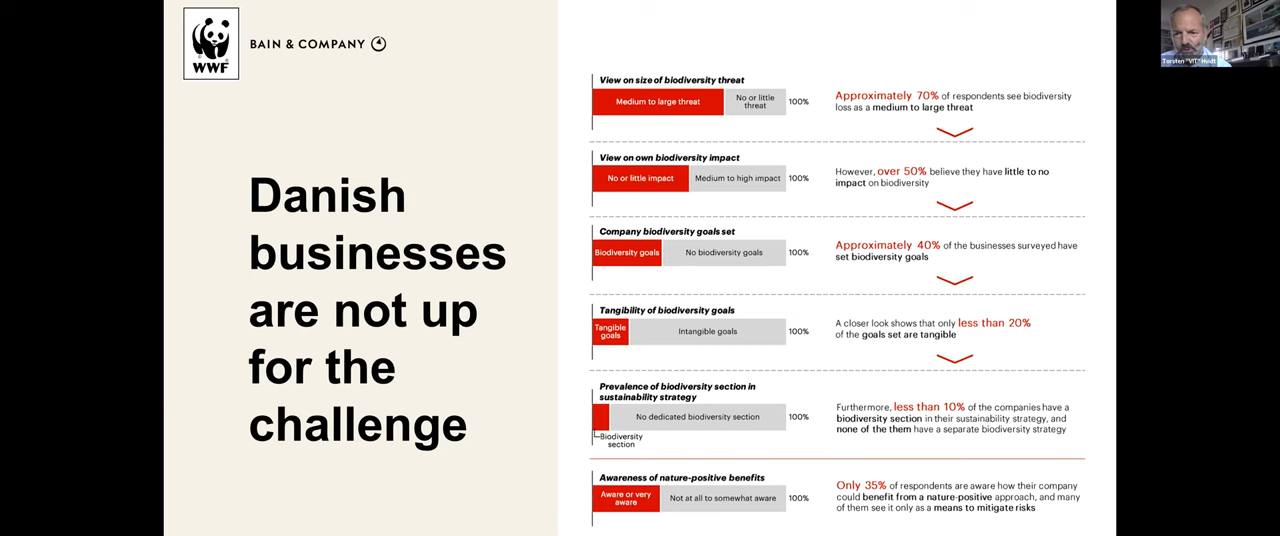 WWF
BAIN & COMPANY
Danish
businesses
are not up
for the
challenge
View on size of biodiversity threat
Medium to large threat
No or little
threat
100%
Approximately 70% of respondents see biodiversity
loss as a medium to large threat
View on own biodiversity impact
No or little impact
Medium to high impact
100%
However, over 50% believe they have little to no
impact on biodiversity
Company biodiversity goals set
Biodiversity goals
No biodiversity goals
100%
Approximately 40% of the businesses surveyed have
set biodiversity goals
Tangibility of biodiversity goals
Tangible
goals
Intangible goals
100%
A closer look shows that only less than 20%
of the goals set are tangible
Prevalence of biodiversity section in
sustainability strategy
No dedicated biodiversity section
100%
Biodiversity
section
Furthermore, less than 10% of the companies have a
biodiversity section in their sustainability strategy, and
none of them have a separate biodiversity strategy
Awareness of nature-positive benefits
Aware or very
aware
Not at all to somewhat aware
100%
Only 35% of respondents are aware how their company
could benefit from a nature-positive approach, and many
of them see it only as a means to mitigate risks
Torsten "VIT" Hvidt